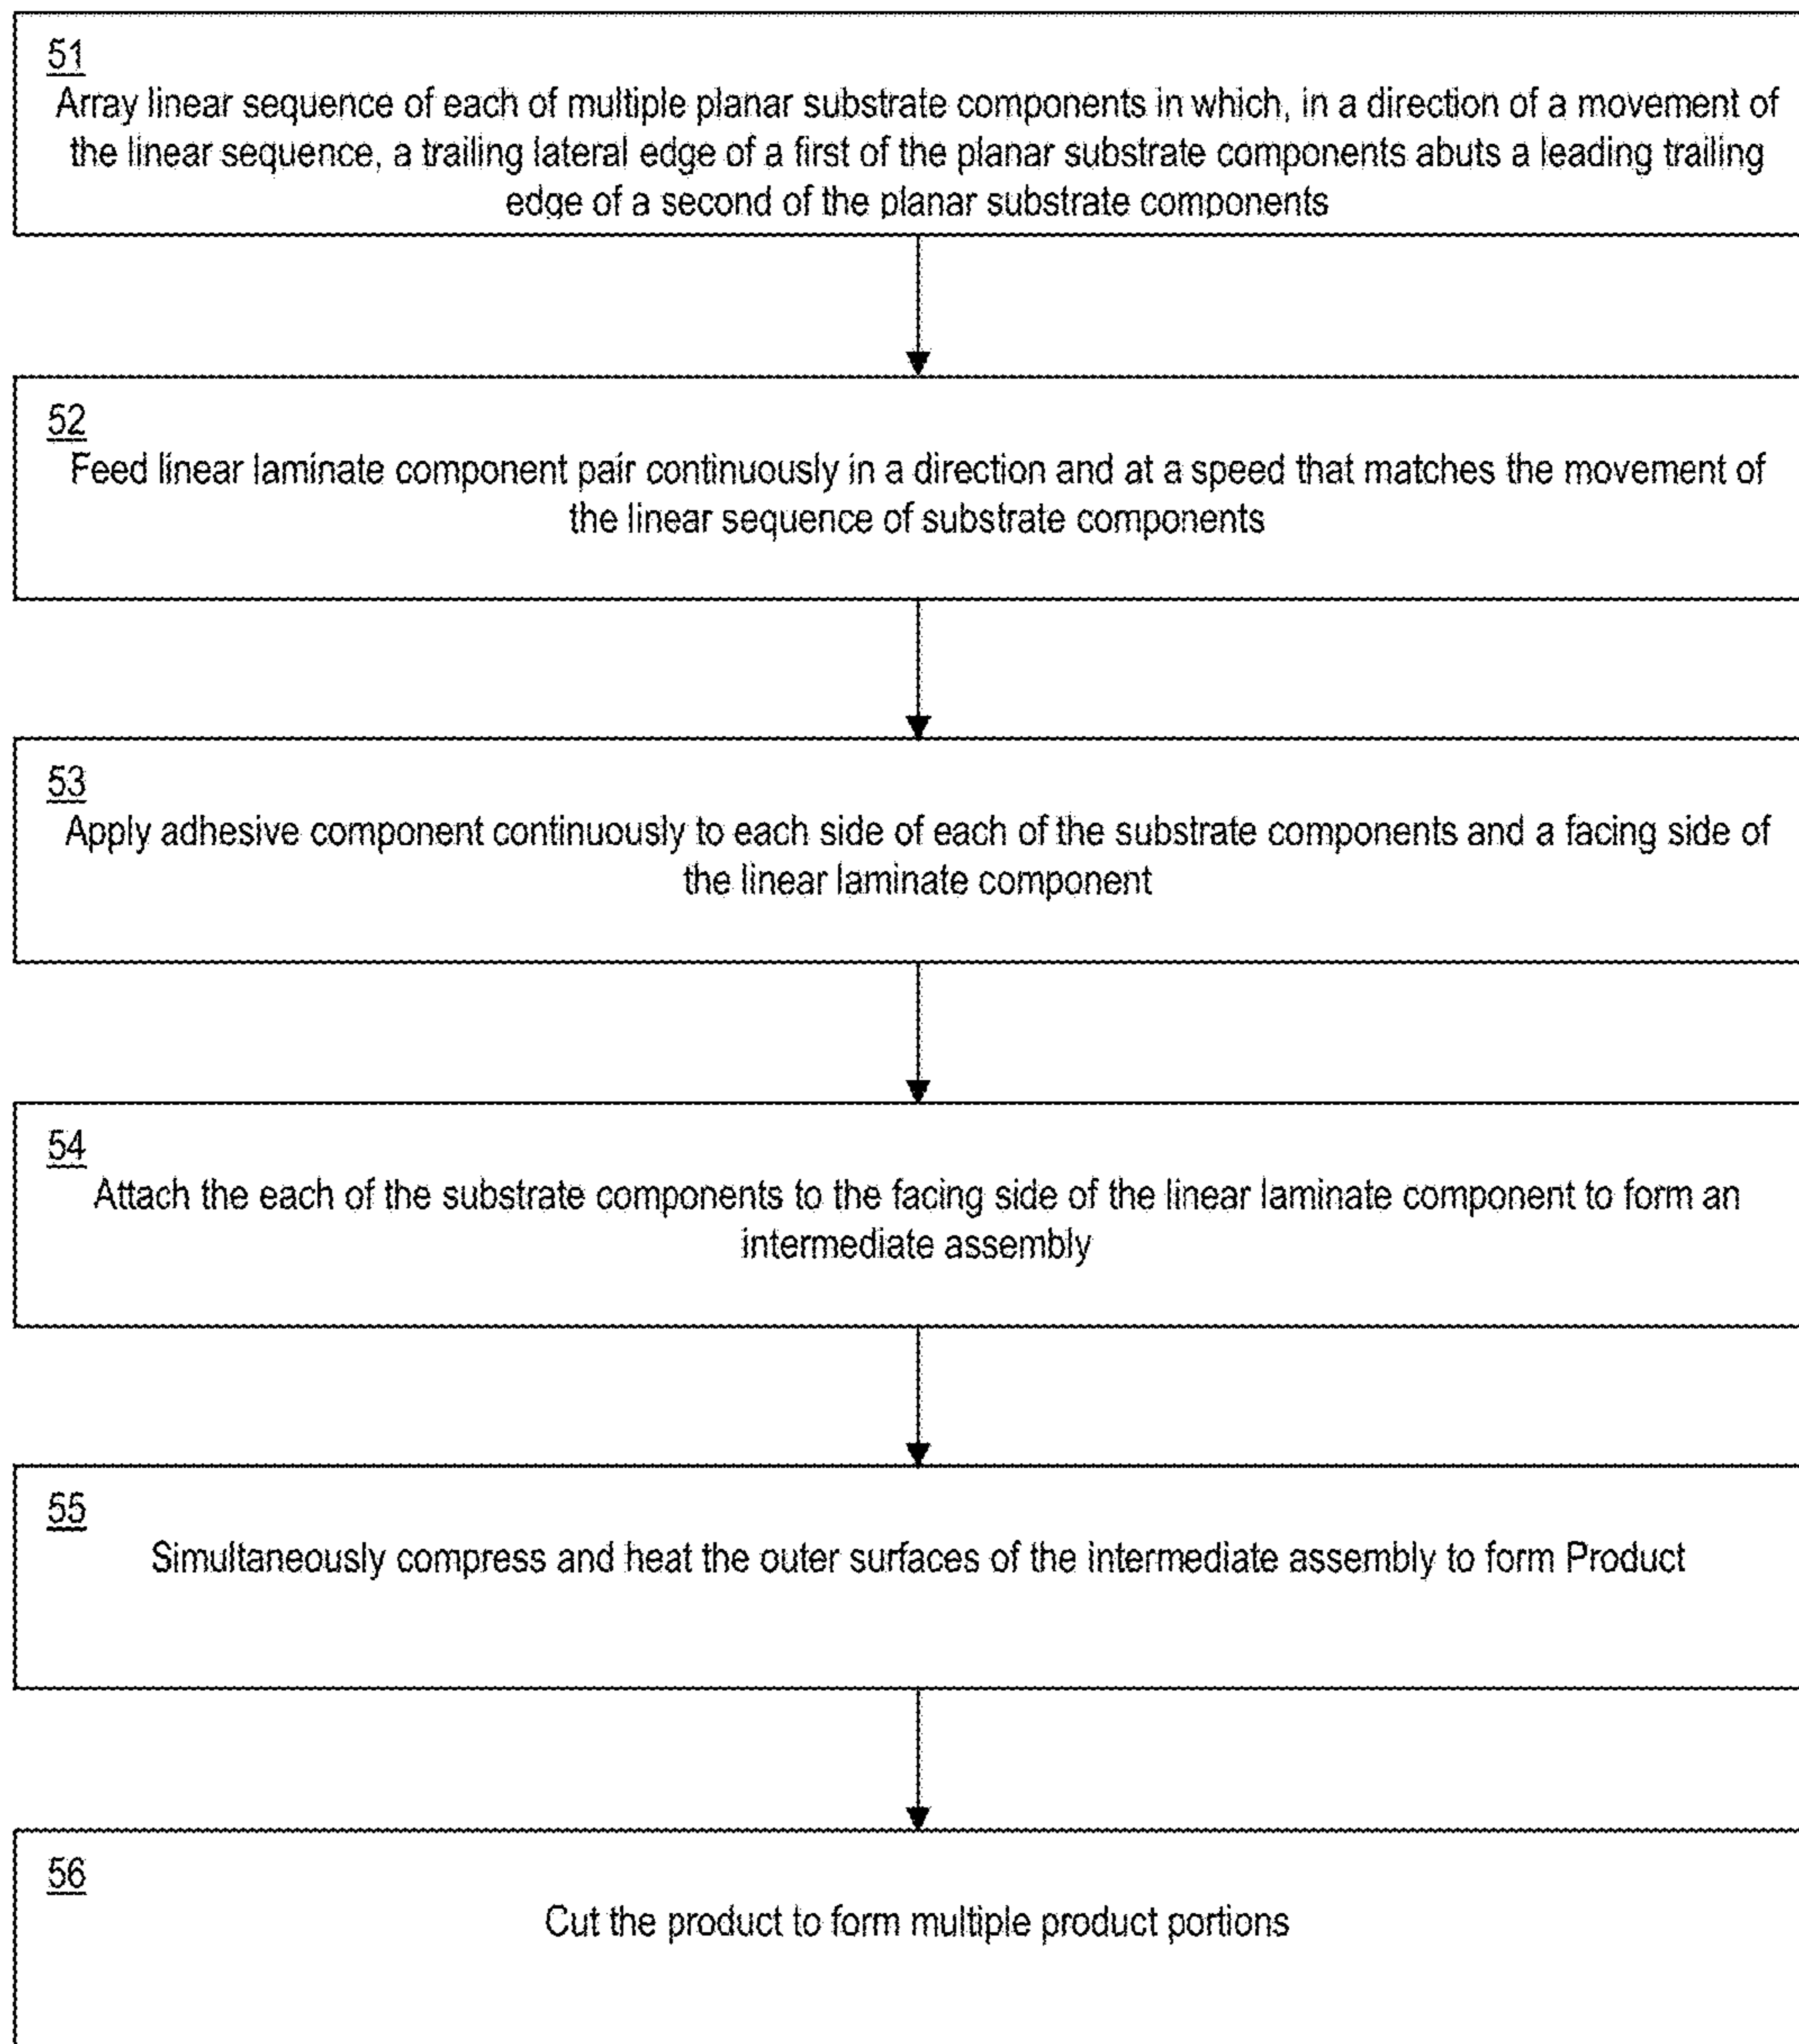 51
Array linear sequence of each of multiple planar substrate components in which, in a direction of a movement of
the linear sequence, a trailing lateral edge of a first of the planar substrate components abuts a leading trailing
edge of a second of the planar substrate components
52
Feed linear laminate component pair continuously in a direction and at a speed that matches the movement of
the linear sequence of substrate components
53
Apply adhesive component continuously to each side of each of the substrate components and a facing side of
the linear laminate component
54
Attach the each of the substrate components to the facing side of the linear laminate component to form an
intermediate assembly
55
Simultaneously compress and heat the outer surfaces of the intermediate assembly to form Product
56
Cut the product to form multiple product portions